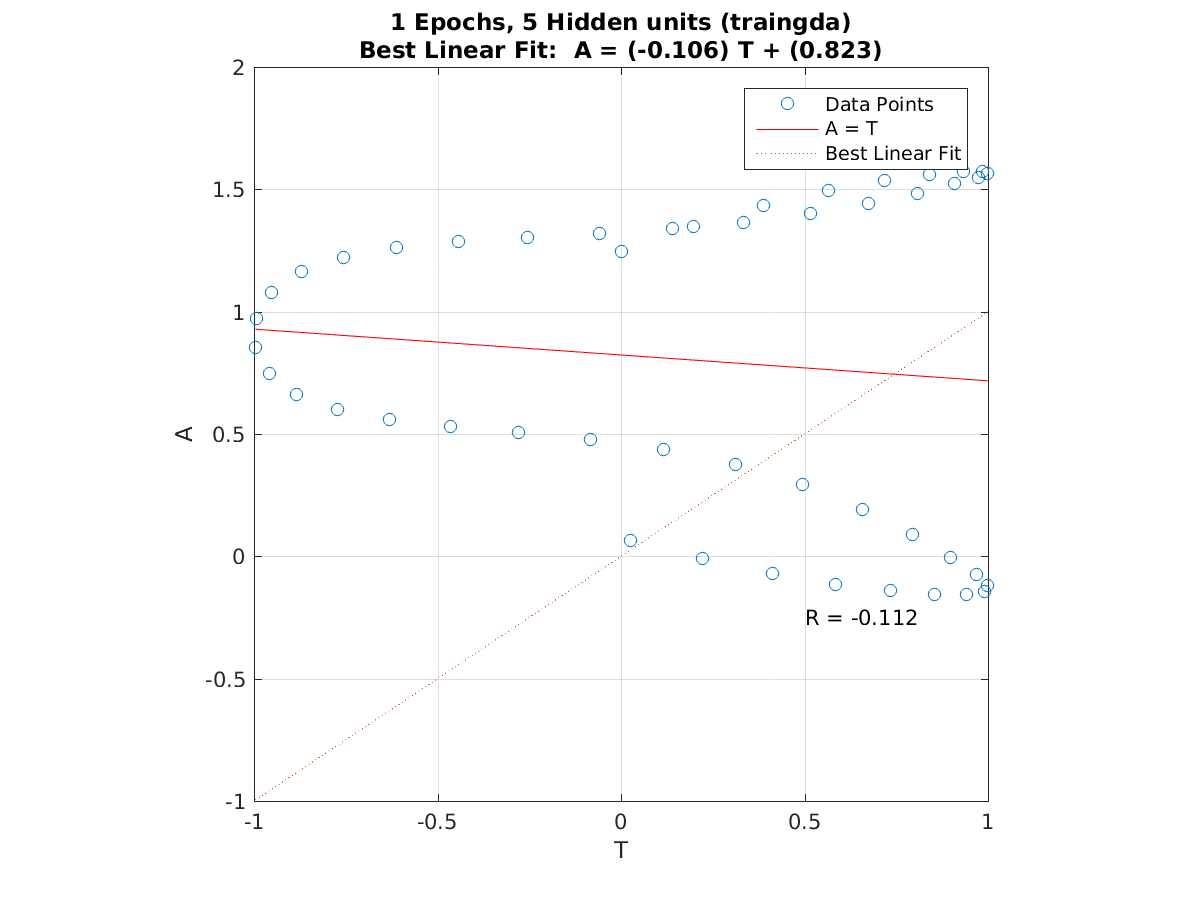 1 Epochs, 5 Hidden units (traingda)
Best Linear Fit:  A = (-0.106) T + (0.823)
2
1.5
1
0.5
0
-0.5
-1
A
Data Points
A = T
Best Linear Fit
R = -0.112
-1
-0.5
0
0.5
1
T